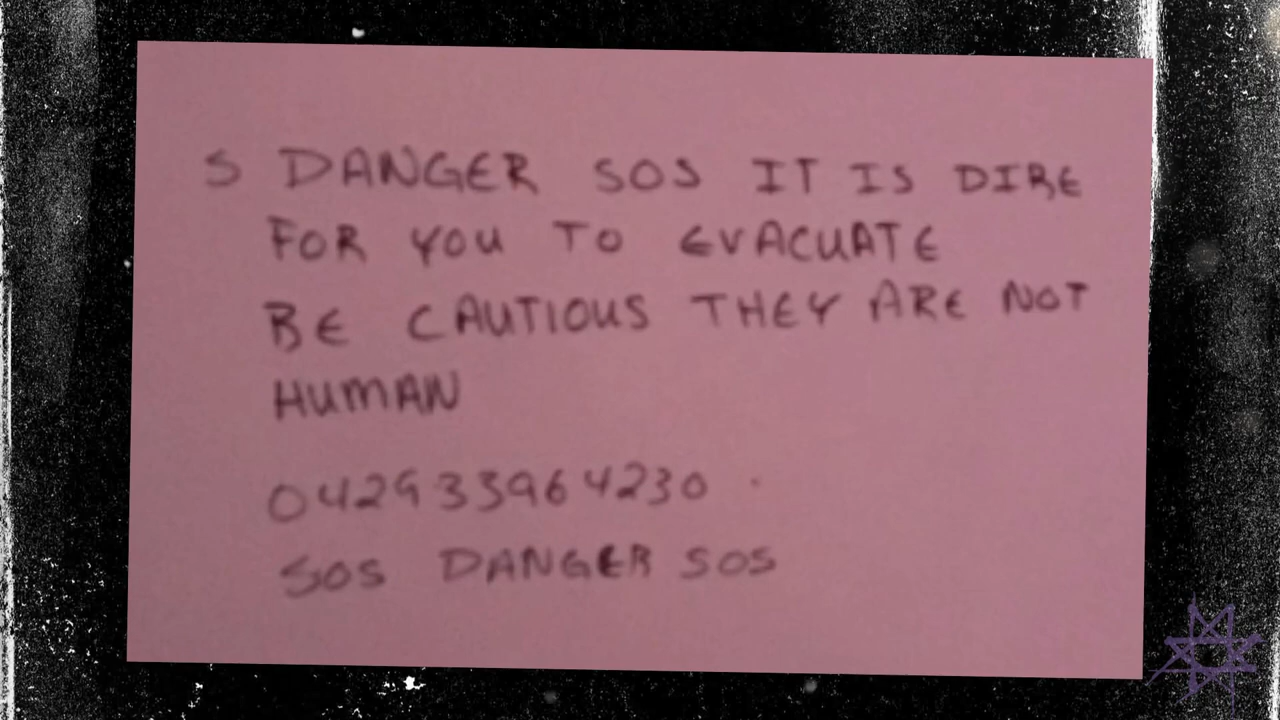 S DANGER SOS IT IS DIRE
FOR YOU TO EVACUATE
BE CAUTIOUS THEY ARE NOT
HUMAN
042933964230
SOS DANGER SOS